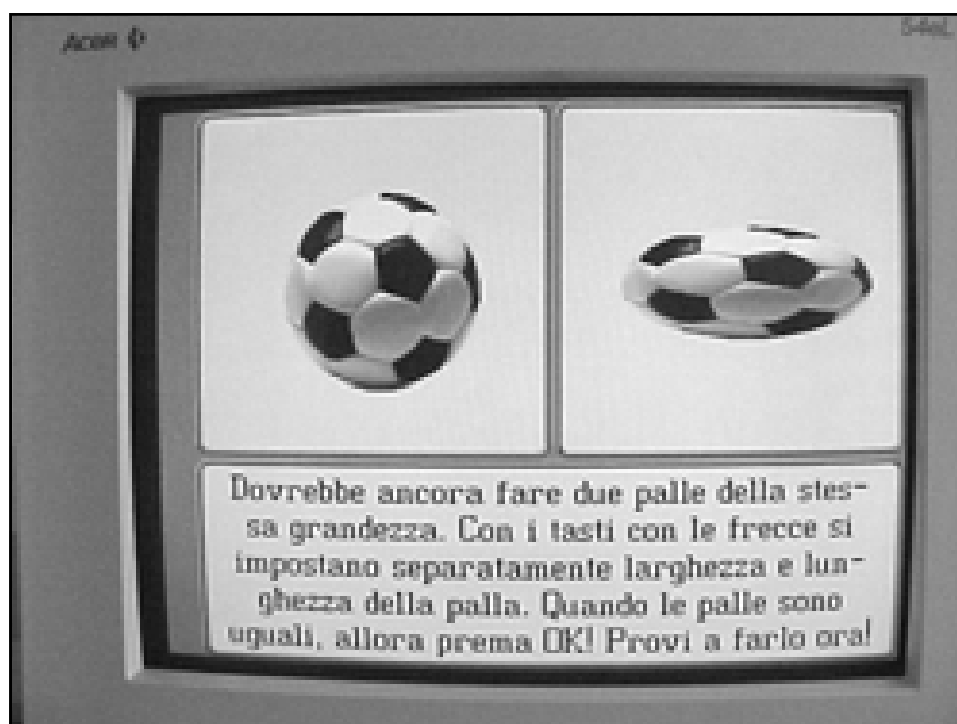 Acer
54eL
Dovrebbe ancora fare due palle della stes-
sa grandezza. Con i tasti con le frecce si
impostano separatamente larghezza e lun-
ghezza della palla. Quando le palle sono
uguali, allora prema OK! Provi a farlo ora!